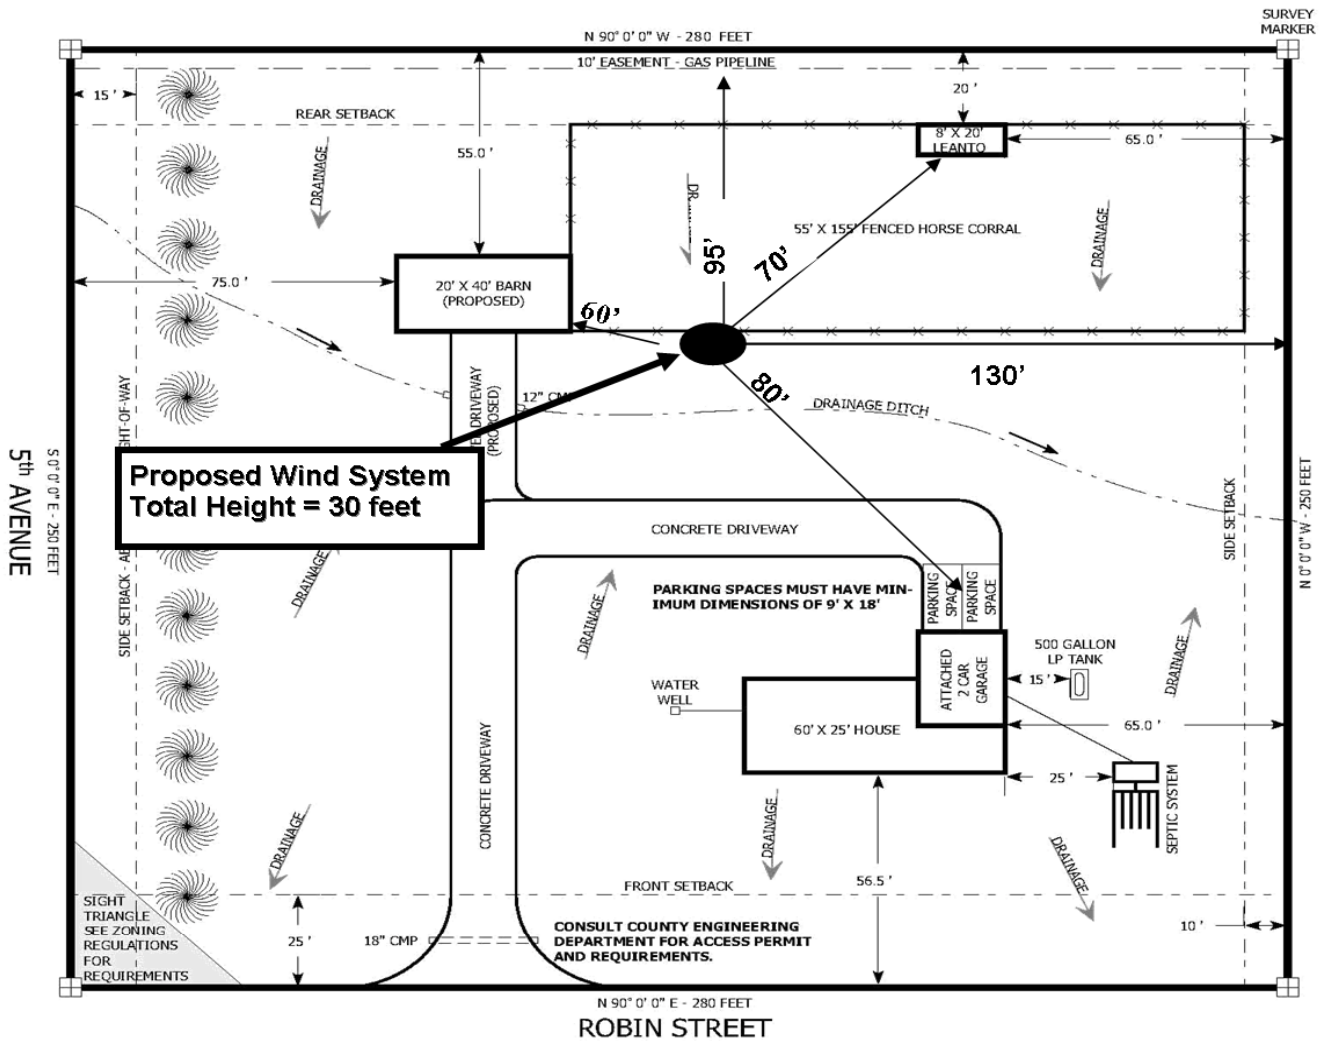 SURVEY
MARKER
N 90° 0' 0" W - 280 FEET
10' EASEMENT - GAS PIPELINE
15 '
20 '
REAR SETBACK
55.0 '
8' X 20'
LEANTO
65.0 '
DRAINAGE
DRAINAGE
55' X 155' FENCED HORSE CORRAL
95'
70'
75.0 '
20' X 40' BARN
(PROPOSED)
60'
130'
80'
12" CMP
DRAINAGE DITCH
DRIVEWAY
(PROPOSED)
Proposed Wind System
Total Height = 30 feet
5th AVENUE
S 0° 0' 0" E - 250 FEET
SIDE SETBACK -
HT-OF-WAY
SIDE SETBACK
N 0° 0' 0" W - 250 FEET
CONCRETE DRIVEWAY
DRAINAGE
DRAINAGE
PARKING SPACES MUST HAVE MIN-
IMUM DIMENSIONS OF 9' X 18'
PARKING
SPACE
PARKING
SPACE
500 GALLON
LP TANK
15 '
DRAINAGE
ATTACHED
2 CAR
GARAGE
WATER
WELL
60' X 25' HOUSE
65.0 '
25 '
SEPTIC SYSTEM
CONCRETE DRIVEWAY
DRAINAGE
DRAINAGE
DRAINAGE
FRONT SETBACK
56.5 '
SIGHT
TRIANGLE
SEE ZONING
REGULATIONS
FOR
REQUIREMENTS
25 '
18" CMP
CONSULT COUNTY ENGINEERING
DEPARTMENT FOR ACCESS PERMIT
AND REQUIREMENTS.
10 '
N 90° 0' 0" E - 280 FEET
ROBIN STREET